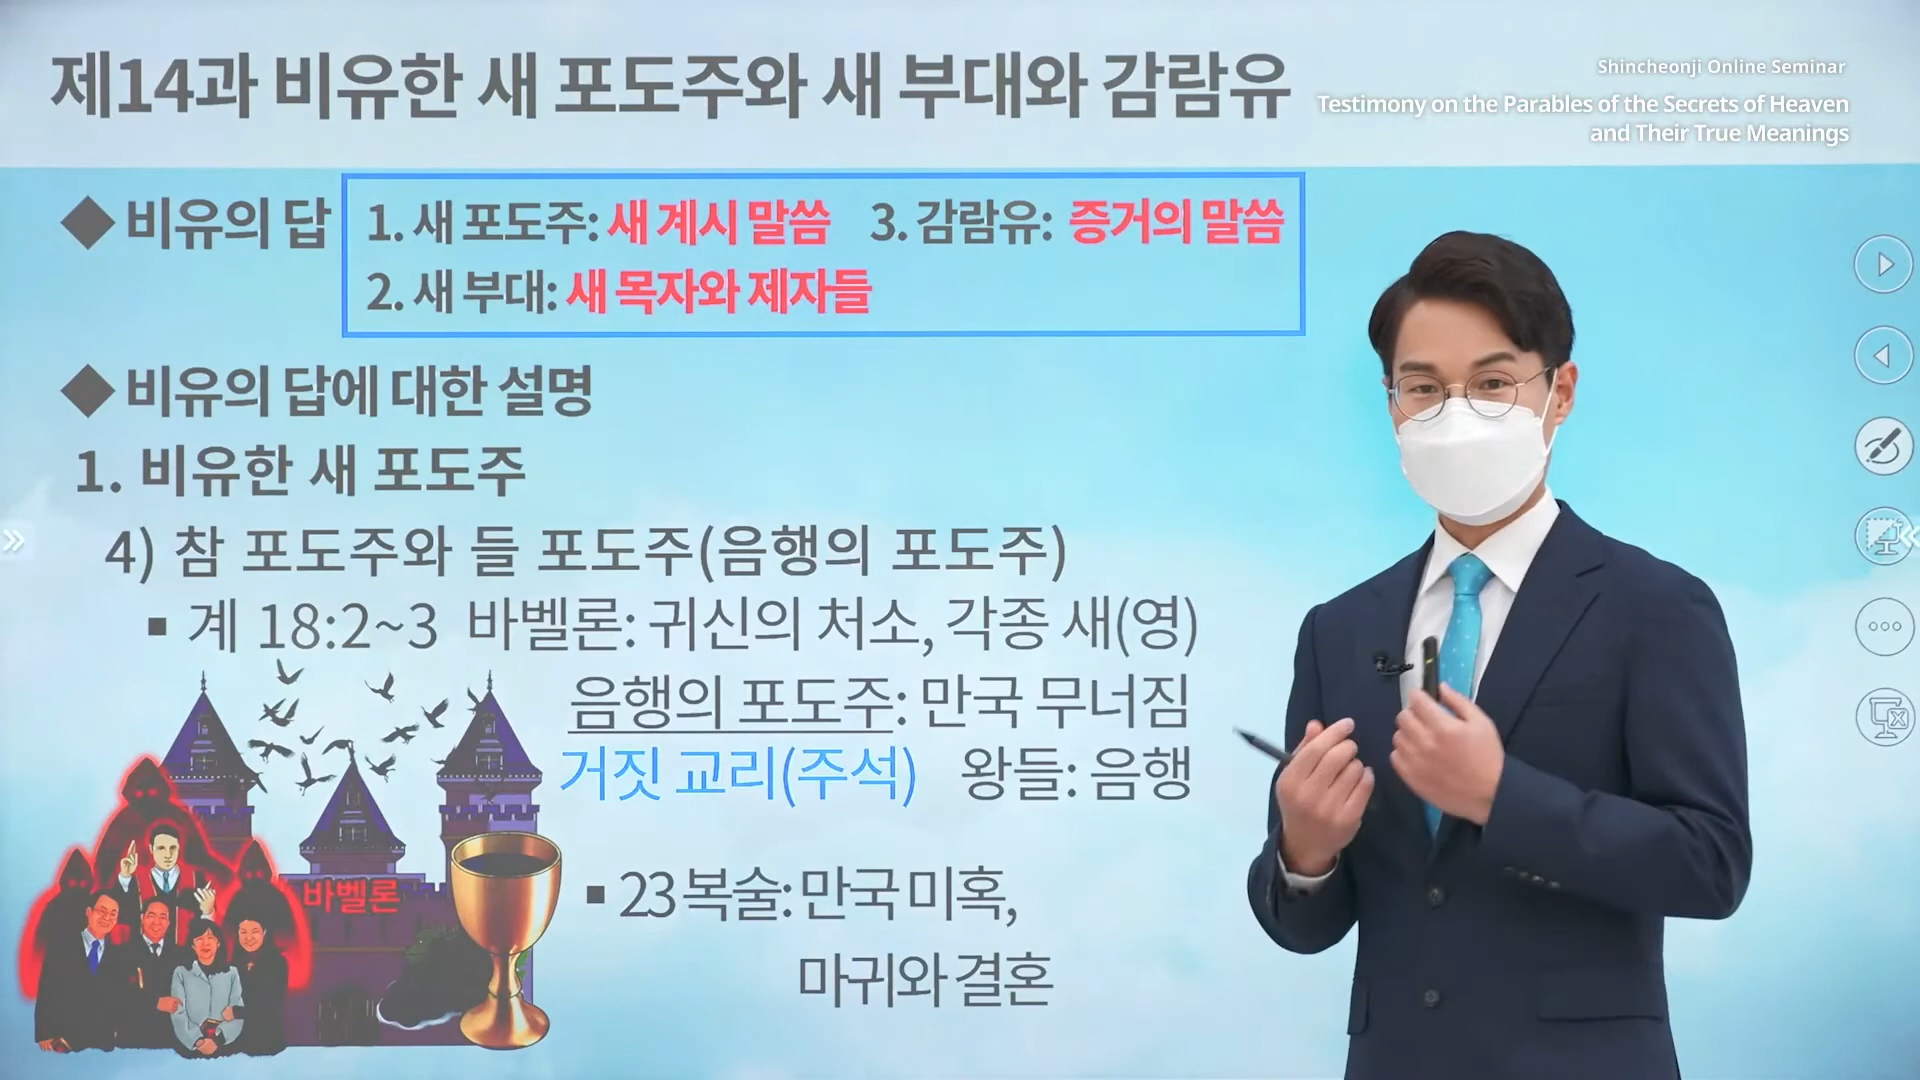 제14과 비유한 새 포도주와 새 부대와 감람유
Shincheonji Online Seminar
Testimony on the Parables of the Secrets of Heaven
and Their True Meanings
◆ 비유의 답
1. 새 포도주: 새 계시 말씀 3. 감람유: 증거의 말씀
2. 새 부대: 새 목자와 제자들
◆ 비유의 답에 대한 설명
1. 비유한 새 포도주
4) 참 포도주와 들 포도주(음행의 포도주)
▪ 계 18:2~3 바벨론: 귀신의 처소, 각종 새(영)
음행의 포도주: 만국 무너짐
거짓 교리(주석) 왕들: 음행
바벨론
▪ 23 복술: 만국 미혹,
마귀와 결혼